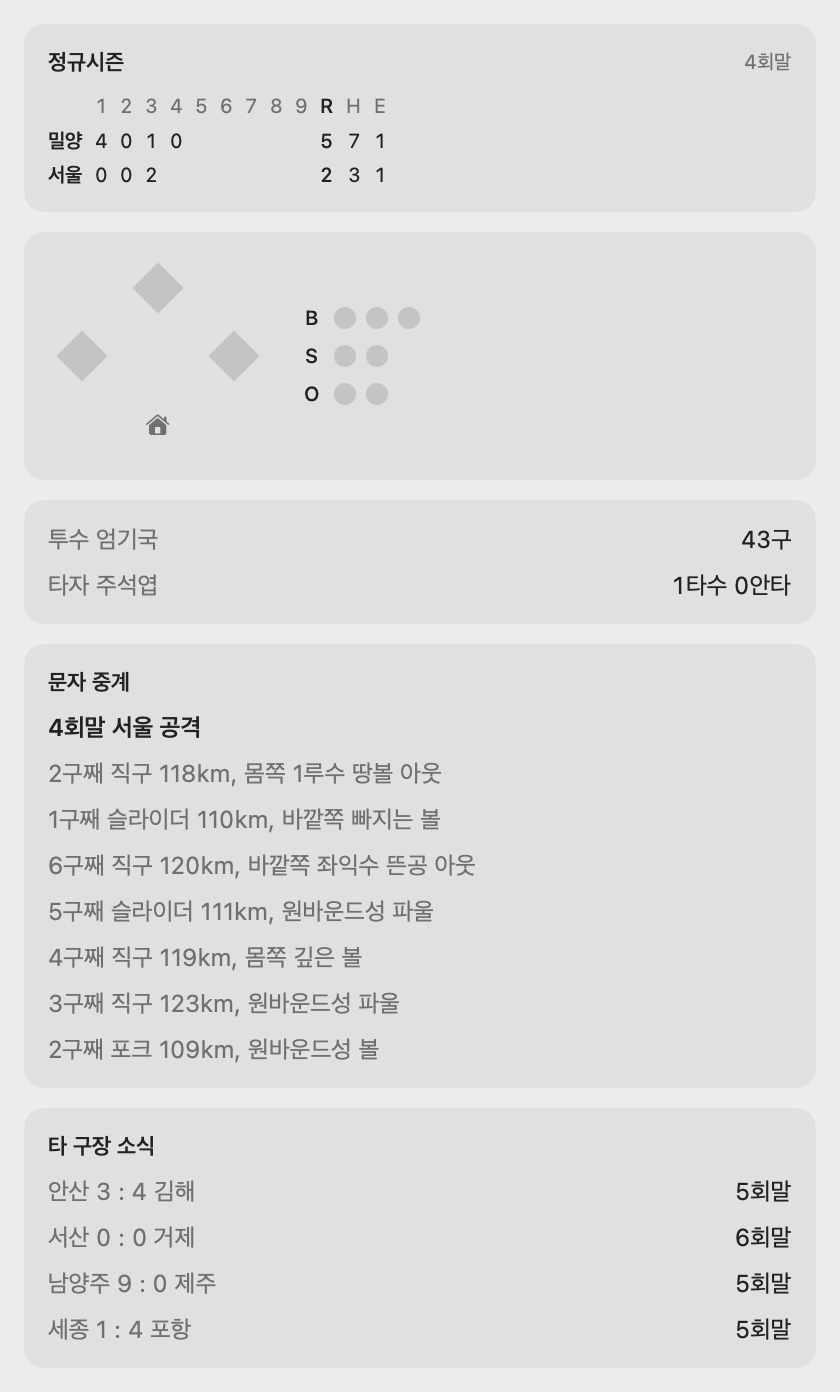 정규시즌 4회말
1 2 3 4 5 6 7 8 9 R H E
밀양 4 0 1 0 5 7 1
서울 0 0 2 2 3 1
B
S
O
투수 엄기국 43구
타자 주석엽 1타수 0안타
문자 중계
4회말 서울 공격
2구째 직구 118km, 몸쪽 1루수 땅볼 아웃
1구째 슬라이더 110km, 바깥쪽 빠지는 볼
6구째 직구 120km, 바깥쪽 좌익수 뜬공 아웃
5구째 슬라이더 111km, 원바운드성 파울
4구째 직구 119km, 몸쪽 깊은 볼
3구째 직구 123km, 원바운드성 파울
2구째 포크 109km, 원바운드성 볼
타 구장 소식
안산 3 : 4 김해 5회말
서산 0 : 0 거제 6회말
남양주 9 : 0 제주 5회말
세종 1 : 4 포항 5회말